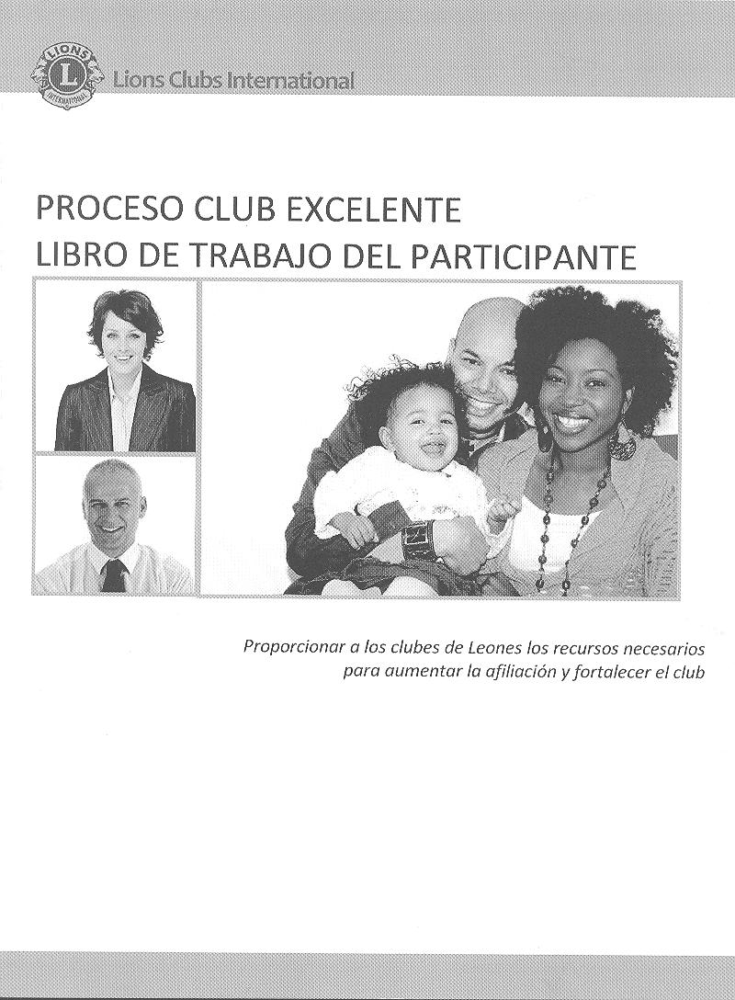 LIONS
L
INTERNATIONAL
Lions Clubs International
PROCESO CLUB EXCELENTE
LIBRO DE TRABAJO DEL PARTICIPANTE
Proporcionar a los clubes de Leones los recursos necesarios
para aumentar la afiliación y fortalecer el club